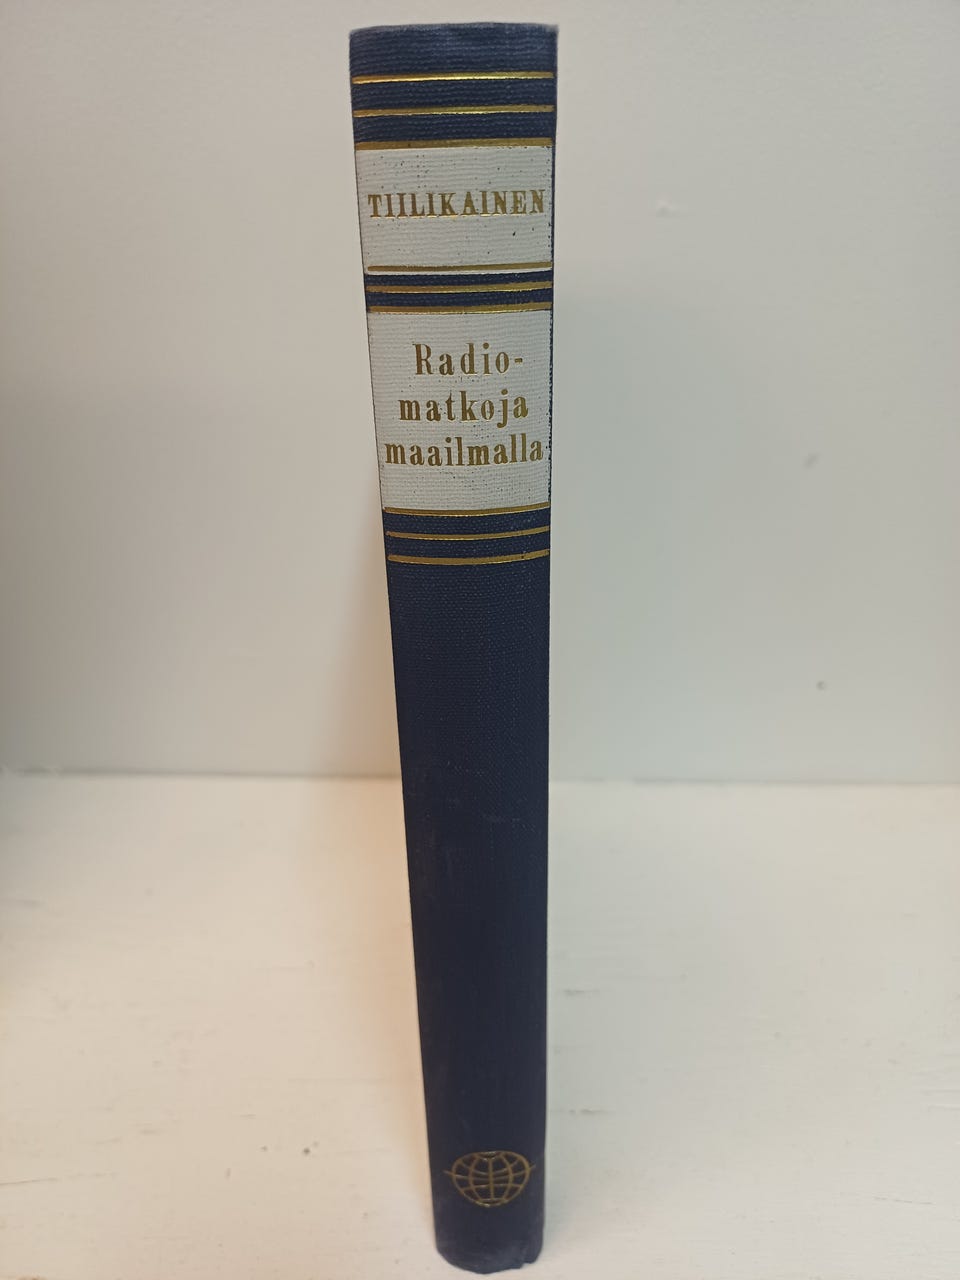 TIILIKAINEN
Radio-
matkoja
maailmalla